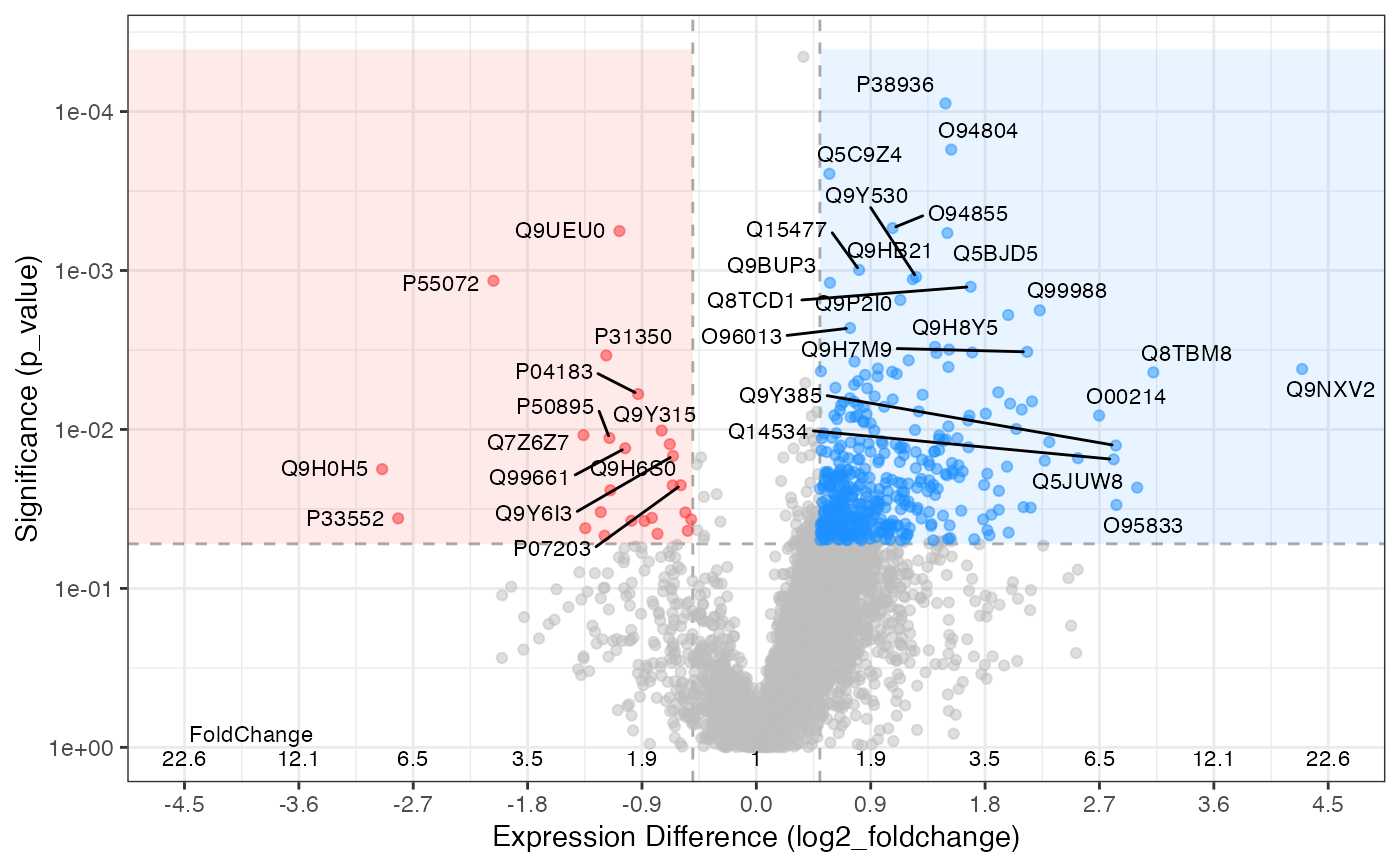 P38936
1e-04
O94804
Q5C9Z4
Q9Y530
O94855
Q9UEU0
Q15477
Q9HB21
Q5BJD5
Q9BUP3
1e-03
P55072
Q99988
Q8TCD1
Q9P2I0
Q9H8Y5
P31350
O96013
Q9H7M9
Q8TBM8
P04183
Q9NXV2
Q9Y385
O00214
P50895
Q9Y315
1e-02
Q14534
Q7Z6Z7
Q9H0H5
Q9H6S0
Q99661
Q5JUW8
Q9Y6I3
P33552
O95833
P07203
1e-01
Significance (p_value)
FoldChange
1e+00
22.6 12.1 6.5 3.5 1.9 1 1.9 3.5 6.5 12.1 22.6
-4.5 -3.6 -2.7 -1.8 -0.9 0.0 0.9 1.8 2.7 3.6 4.5
Expression Difference (log2_foldchange)